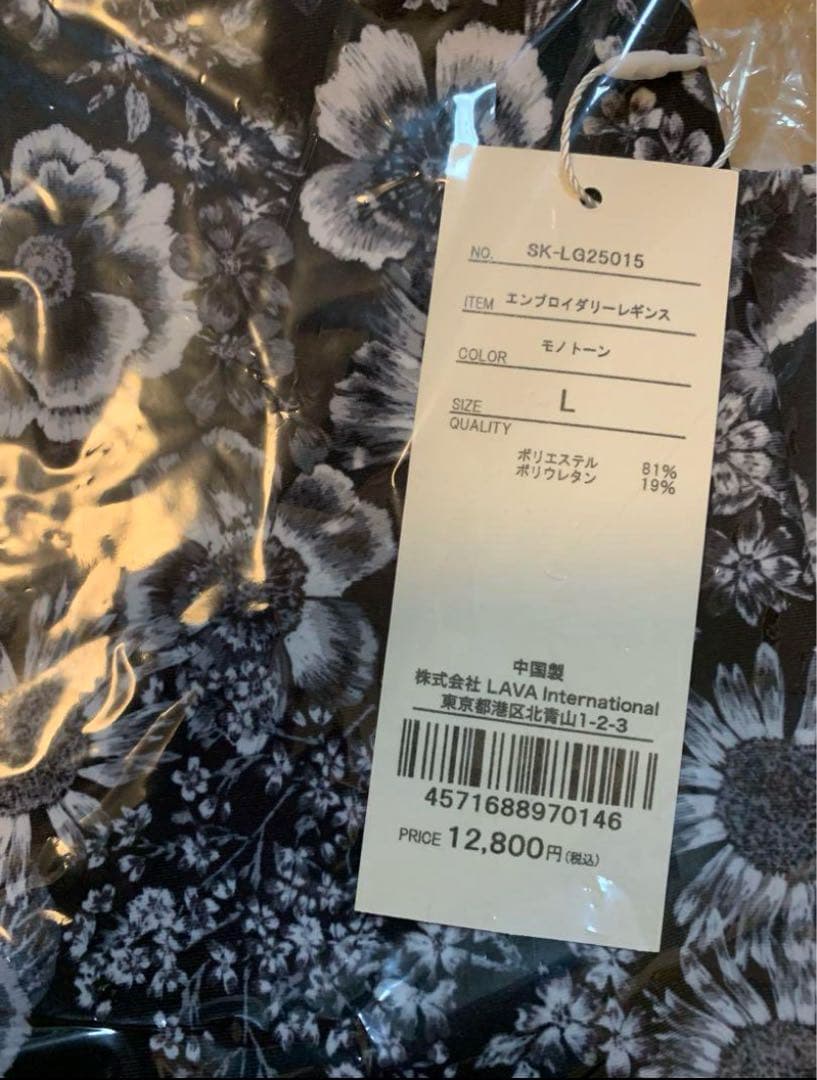 NO. SK-LG25015
ITEM エンブロイダリーレギンス
COLOR モノトーン
SIZE L
QUALITY
ポリエステル 81%
ポリウレタン 19%
中国製
株式会社 LAVA International
東京都港区北青山1-2-3
4571688970146
PRICE 12,800円(税込)